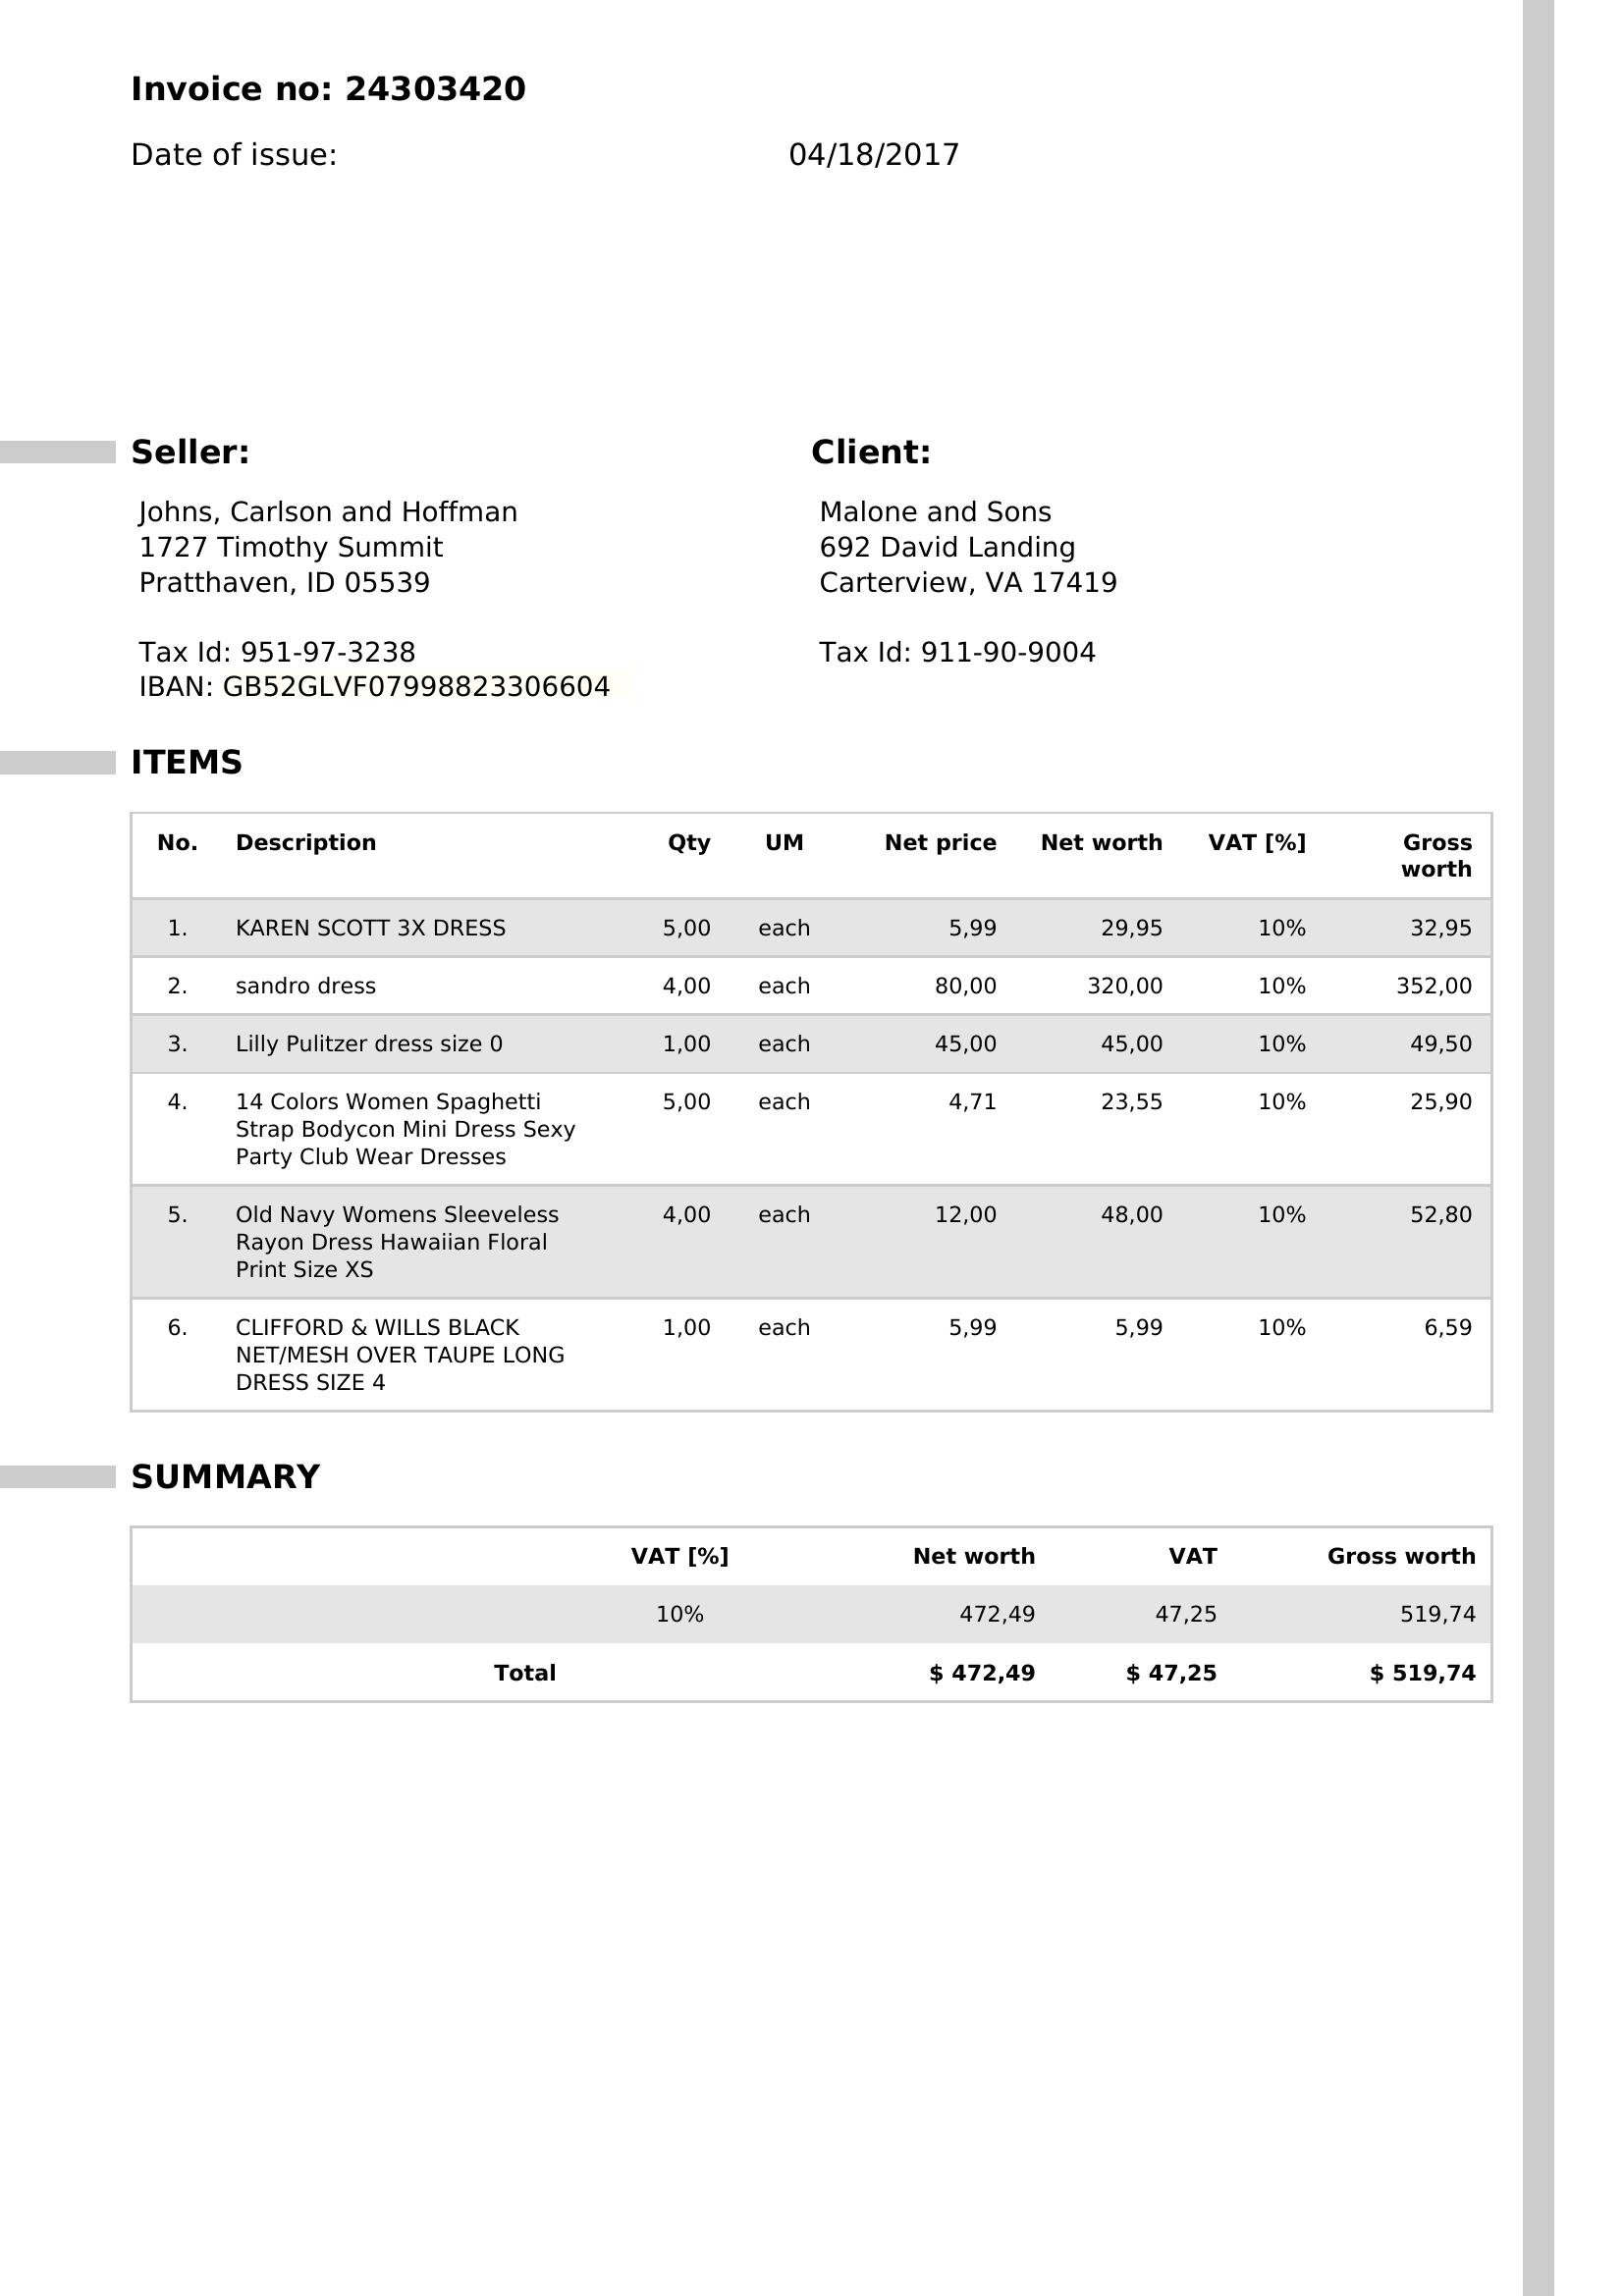 Invoice no: 24303420
Date of issue: 04/18/2017
Seller: Client:
Johns, Carlson and Hoffman Malone and Sons
1727 Timothy Summit 692 David Landing
Pratthaven, ID 05539 Carterview, VA 17419
Tax Id: 951-97-3238 Tax Id: 911-90-9004
IBAN: GB52GLVF07998823306604
ITEMS
No. Description Qty UM Net price Net worth VAT [%] Gross
worth
1. KAREN SCOTT 3X DRESS 5,00 each 5,99 29,95 10% 32,95
2. sandro dress 4,00 each 80,00 320,00 10% 352,00
3. Lilly Pulitzer dress size 0 1,00 each 45,00 45,00 10% 49,50
4. 14 Colors Women Spaghetti 5,00 each 4,71 23,55 10% 25,90
Strap Bodycon Mini Dress Sexy
Party Club Wear Dresses
5. Old Navy Womens Sleeveless 4,00 each 12,00 48,00 10% 52,80
Rayon Dress Hawaiian Floral
Print Size XS
6. CLIFFORD & WILLS BLACK 1,00 each 5,99 5,99 10% 6,59
NET/MESH OVER TAUPE LONG
DRESS SIZE 4
SUMMARY
VAT [%] Net worth VAT Gross worth
10% 472,49 47,25 519,74
Total $ 472,49 $ 47,25 $ 519,74